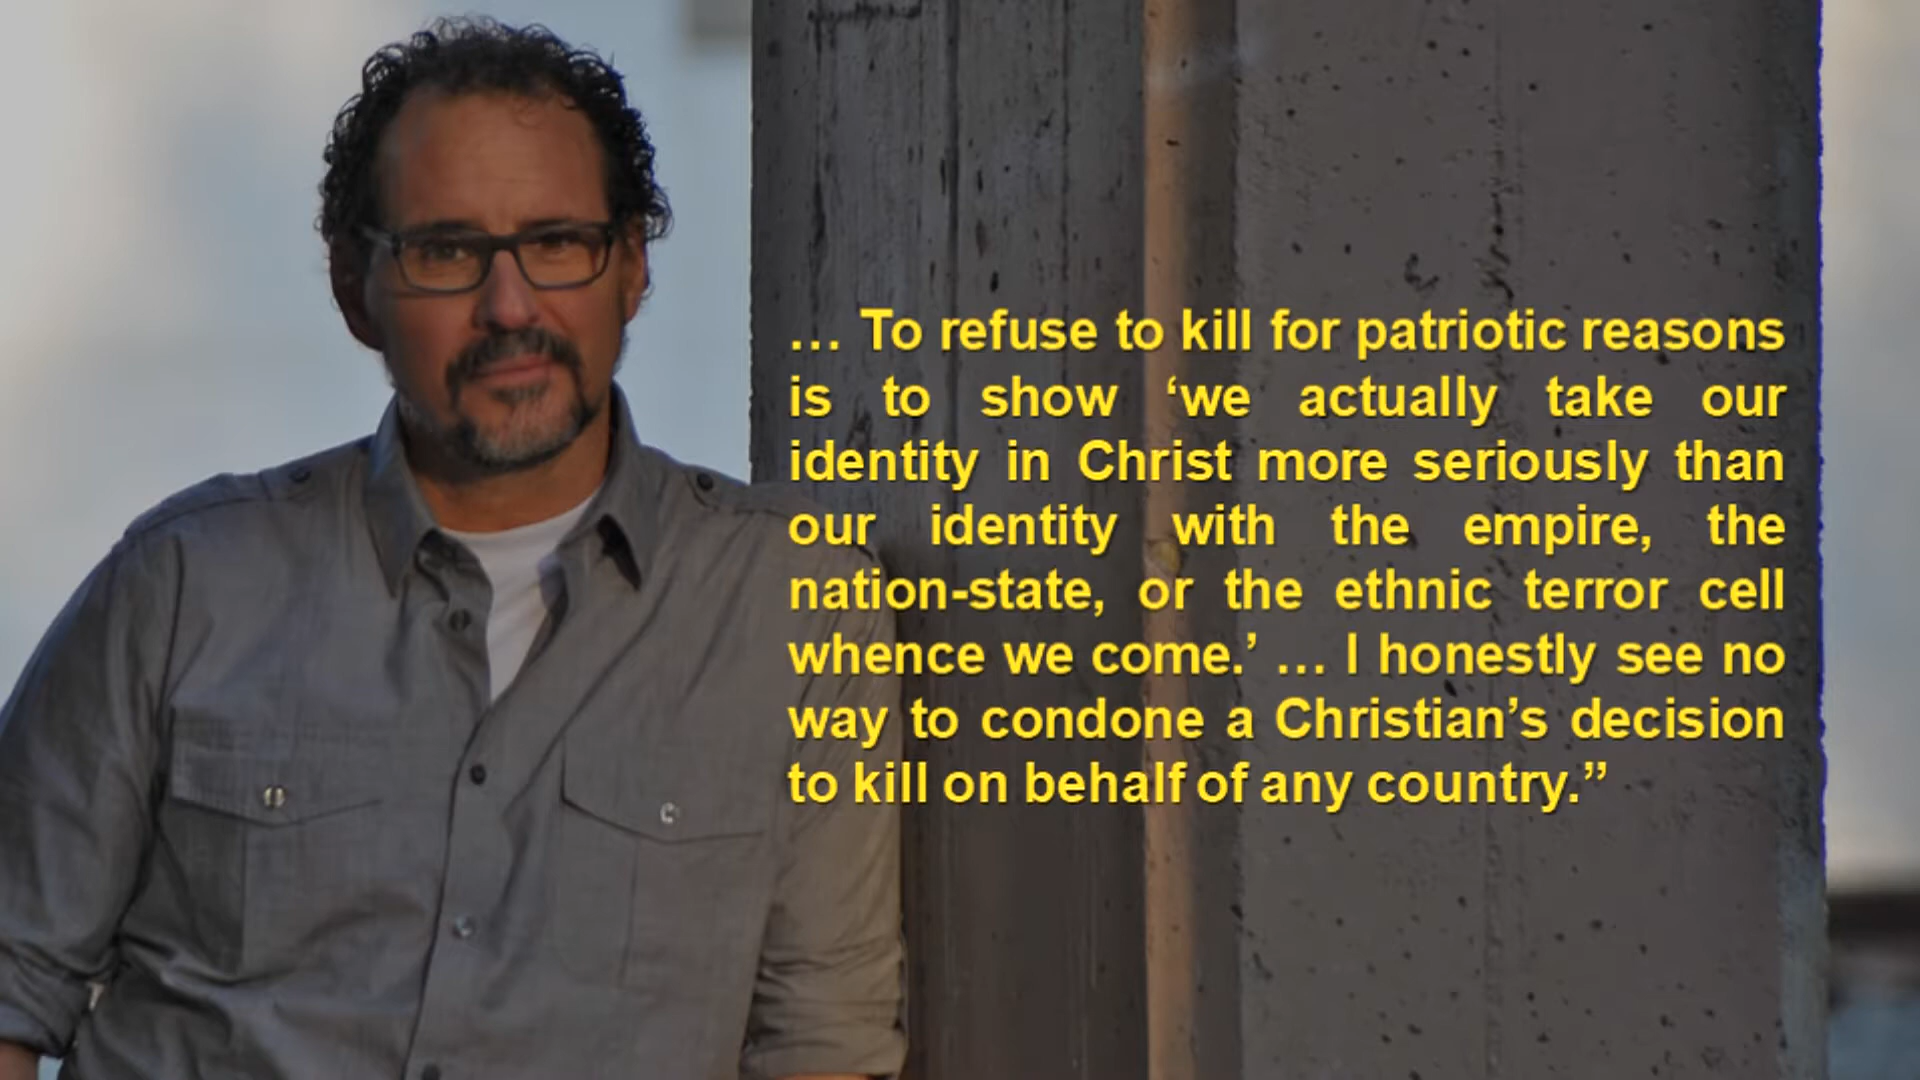 … To refuse to kill for patriotic reasons
is to show ‘we actually take our
identity in Christ more seriously than
our identity with the empire, the
nation-state, or the ethnic terror cell
whence we come.’ … I honestly see no
way to condone a Christian’s decision
to kill on behalf of any country.”